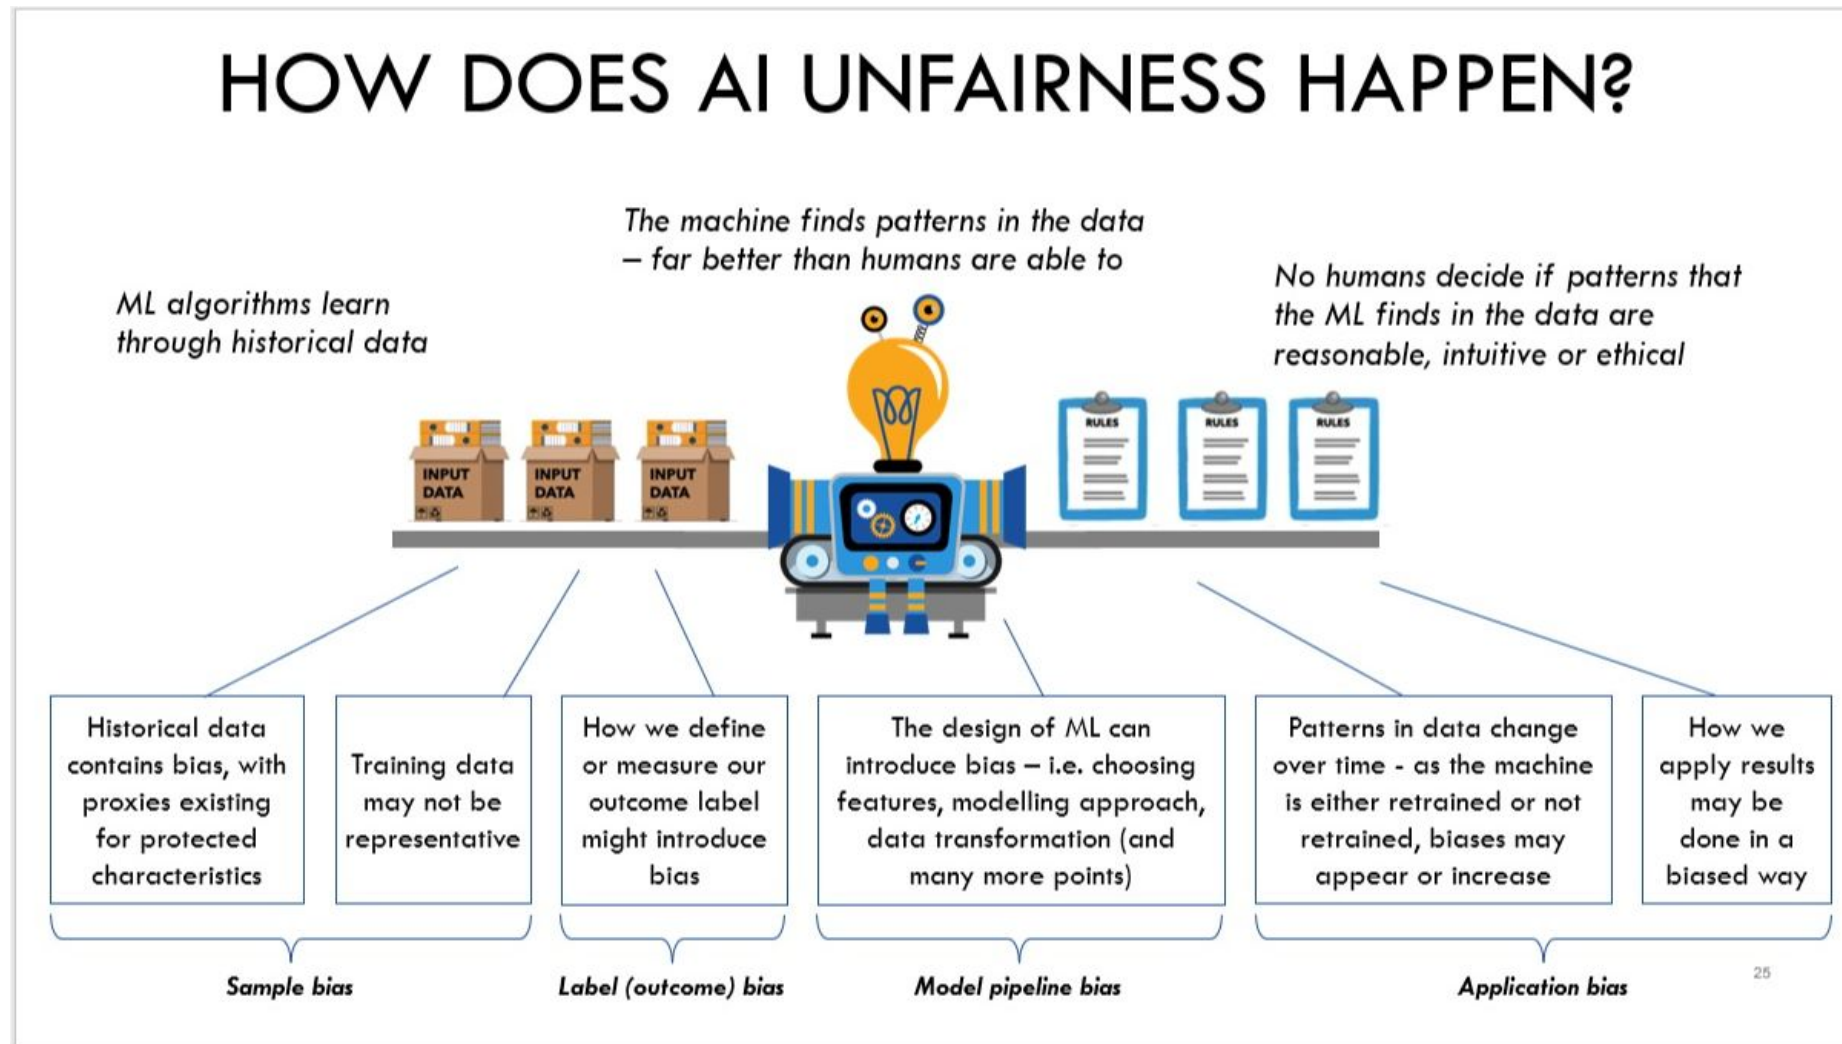 HOW DOES AI UNFAIRNESS HAPPEN?
ML algorithms learn
through historical data
The machine finds patterns in the data
– far better than humans are able to
No humans decide if patterns that
the ML finds in the data are
reasonable, intuitive or ethical
INPUT
DATA
INPUT
DATA
INPUT
DATA
RULES
RULES
RULES
Historical data
contains bias, with
proxies existing
for protected
characteristics
Training data
may not be
representative
How we define
or measure our
outcome label
might introduce
bias
The design of ML can
introduce bias – i.e. choosing
features, modelling approach,
data transformation (and
many more points)
Patterns in data change
over time - as the machine
is either retrained or not
retrained, biases may
appear or increase
How we
apply results
may be
done in a
biased way
Sample bias
Label (outcome) bias
Model pipeline bias
Application bias
25